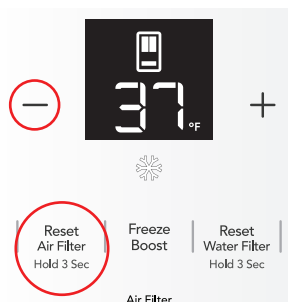 — 37 °F +
Reset
Air Filter
Hold 3 Sec
Freeze
Boost
Reset
Water Filter
Hold 3 Sec
Air Filter